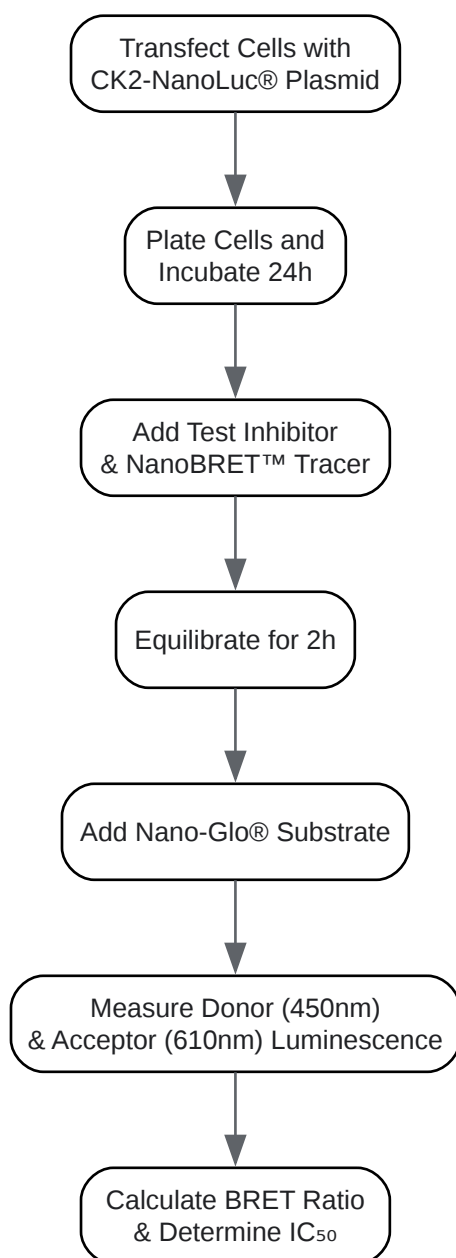 Transfect Cells with
CK2-NanoLuc® Plasmid
Plate Cells and
Incubate 24h
Add Test Inhibitor
& NanoBRET™ Tracer
Equilibrate for 2h
Add Nano-Glo® Substrate
Measure Donor (450nm)
& Acceptor (610nm) Luminescence
Calculate BRET Ratio
& Determine IC₅₀